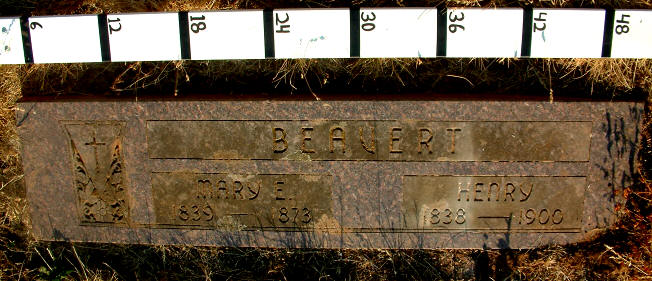 6 12 18 24 30 36 42 48
BEAVERT
MARY E. HENRY
1839 — 1873 1838 — 1900